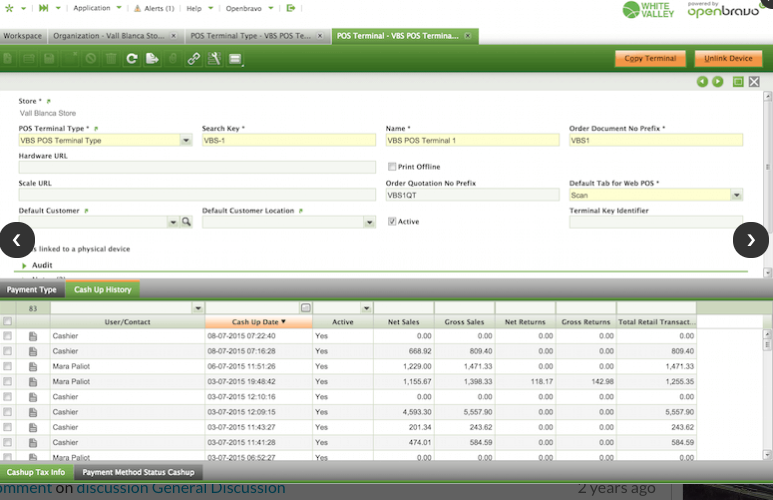 Application Alerts (1) Help Openbravo
WHITE VALLEY
powered by openbravo
Workspace Organization - Vall Blanca Sto... POS Terminal Type - VBS POS Te... POS Terminal - VBS POS Termina...
Copy Terminal Unlink Device
Store *
Vall Blanca Store
POS Terminal Type * Search Key * Name * Order Document No Prefix *
VBS POS Terminal Type VBS-1 VBS POS Terminal 1 VBS1
Hardware URL
Print Offline
Scale URL Order Quotation No Prefix Default Tab for Web POS *
VBS1QT Scan
Default Customer Default Customer Location Terminal Key Identifier
Active
linked to a physical device
Audit
Payment Type Cash Up History
83
User/Contact Cash Up Date Active Net Sales Gross Sales Net Returns Gross Returns Total Retail Transact...
Cashier 08-07-2015 07:22:40 Yes 0.00 0.00 0.00 0.00 0.00
Cashier 08-07-2015 07:16:28 Yes 668.92 809.40 0.00 0.00 809.40
Mara Paliot 06-07-2015 11:51:26 Yes 1,229.00 1,471.33 0.00 0.00 1,471.33
Mara Paliot 03-07-2015 19:48:42 Yes 1,155.67 1,398.33 118.17 142.98 1,255.35
Cashier 03-07-2015 12:10:16 Yes 0.00 0.00 0.00 0.00 0.00
Cashier 03-07-2015 12:09:15 Yes 4,593.30 5,557.90 0.00 0.00 5,557.90
Cashier 03-07-2015 11:43:27 Yes 201.34 243.62 0.00 0.00 243.62
Cashier 03-07-2015 11:41:28 Yes 474.01 584.59 0.00 0.00 584.59
Mara Paliot 03-07-2015 06:52:27 Yes 0.00 0.00 0.00 0.00 0.00
Cashup Tax Info Payment Method Status Cashup
omment on discussion General Discussion 2 years ago